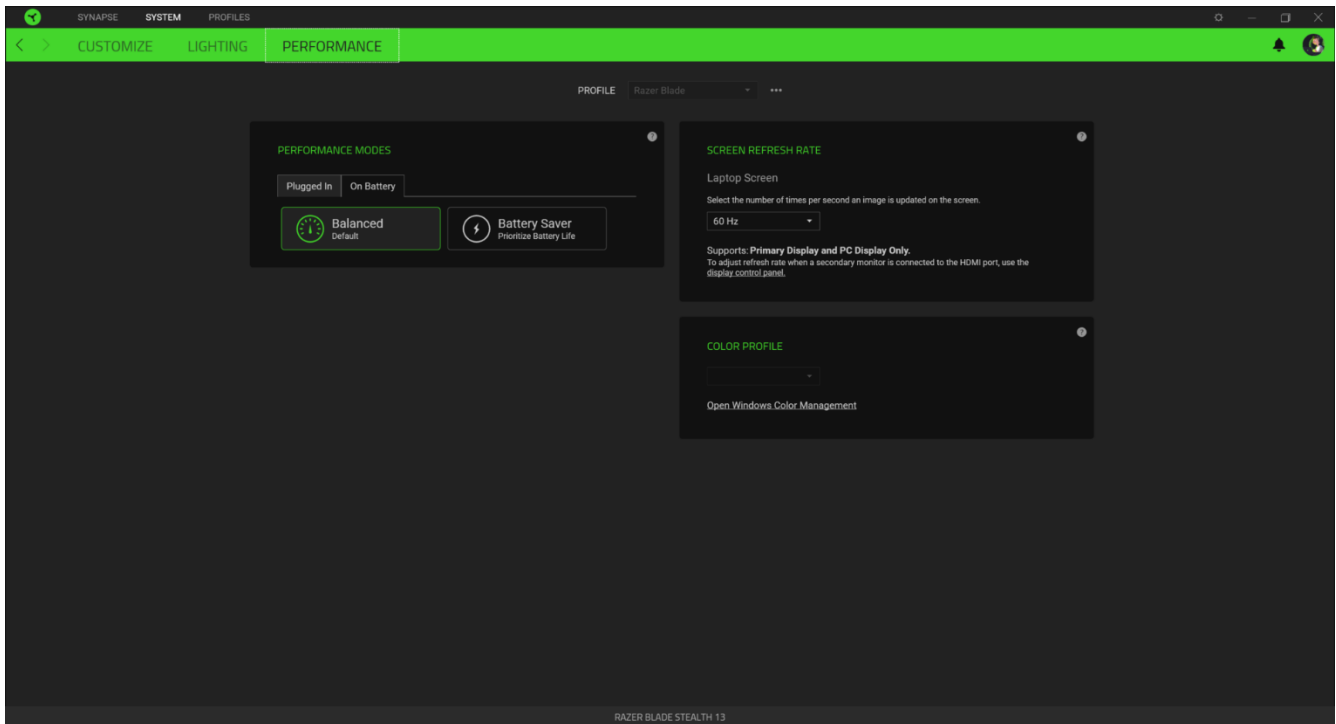 SYNAPSE SYSTEM PROFILES
CUSTOMIZE LIGHTING PERFORMANCE
PROFILE Razer Blade
PERFORMANCE MODES
Plugged In On Battery
Balanced
Default
Battery Saver
Prioritize Battery Life
SCREEN REFRESH RATE
Laptop Screen
Select the number of times per second an image is updated on the screen.
60 Hz
Supports: Primary Display and PC Display Only.
To adjust refresh rate when a secondary monitor is connected to the HDMI port, use the
display control panel.
COLOR PROFILE
Open Windows Color Management
RAZER BLADE STEALTH 13